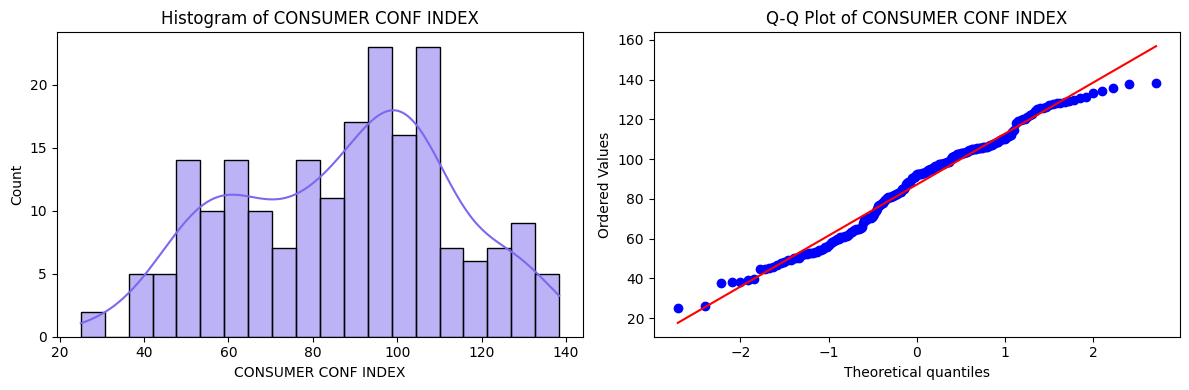 Histogram of CONSUMER CONF INDEX
Count
20
15
10
5
0
20 40 60 80 100 120 140
CONSUMER CONF INDEX
Q-Q Plot of CONSUMER CONF INDEX
Ordered Values
160
140
120
100
80
60
40
20
−2 −1 0 1 2
Theoretical quantiles